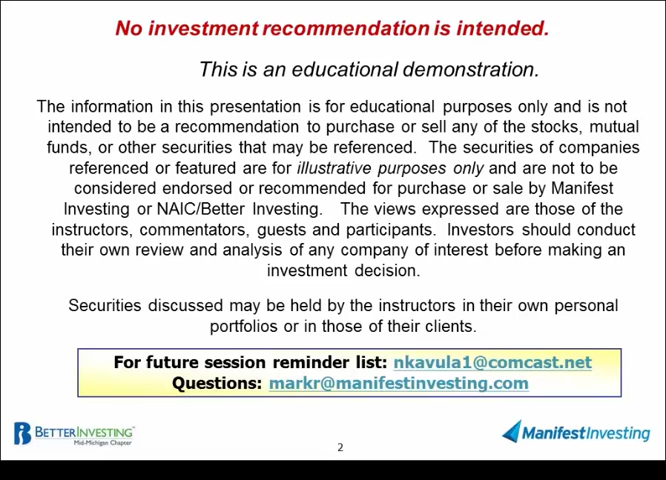 No investment recommendation is intended.
This is an educational demonstration.
The information in this presentation is for educational purposes only and is not
intended to be a recommendation to purchase or sell any of the stocks, mutual
funds, or other securities that may be referenced.  The securities of companies
referenced or featured are for illustrative purposes only and are not to be
considered endorsed or recommended for purchase or sale by Manifest
Investing or NAIC/Better Investing.   The views expressed are those of the
instructors, commentators, guests and participants.  Investors should conduct
their own review and analysis of any company of interest before making an
investment decision.
Securities discussed may be held by the instructors in their own personal
portfolios or in those of their clients.
For future session reminder list: nkavula1@comcast.net
Questions: markr@manifestinvesting.com
BETTERINVESTING™
Mid-Michigan Chapter
2
ManifestInvesting